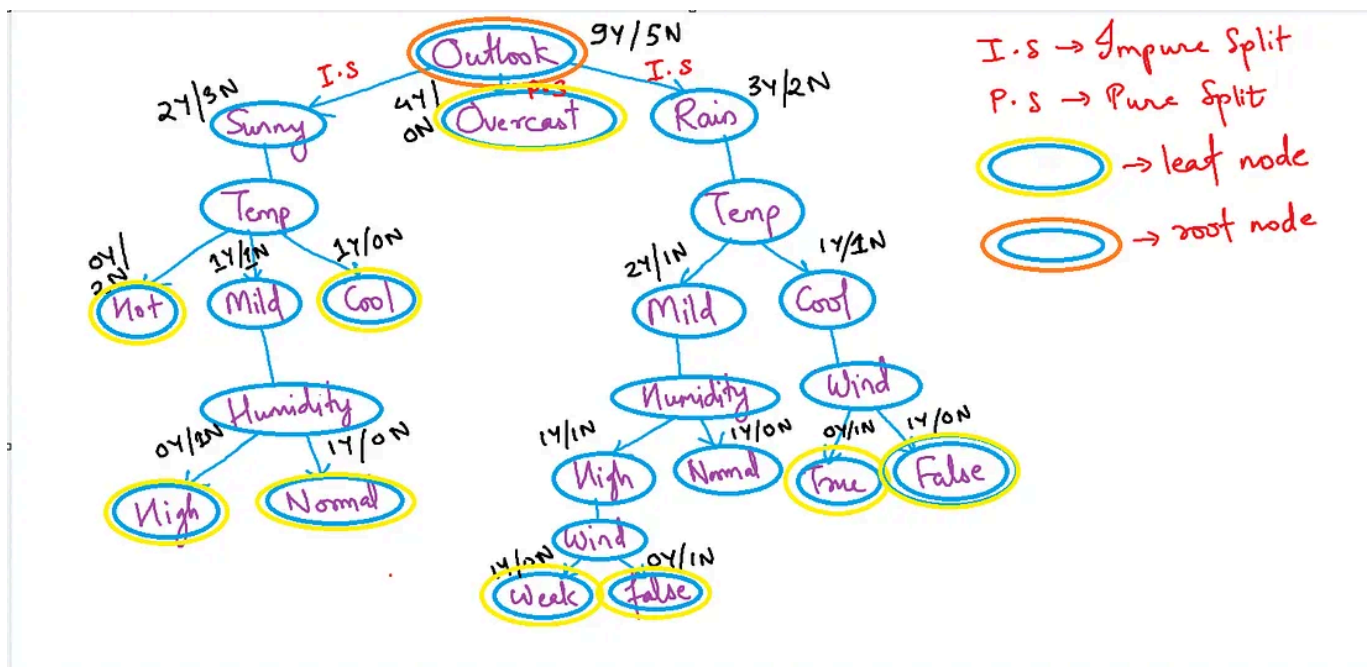 Outlook
9Y/5N
I.S → Impure Split
P.S → Pure Split
→ leaf node
→ root node
I.S
P.S
I.S
2Y/3N
Sunny
4Y/
0N
Overcast
Rain
3Y/2N
Temp
Temp
0Y/
2N
1Y/1N
1Y/0N
2Y/1N
1Y/1N
Hot
Mild
Cool
Mild
Cool
Humidity
Humidity
Wind
0Y/1N
1Y/0N
1Y/1N
1Y/0N
0Y/1N
1Y/0N
High
Normal
High
Normal
True
False
Wind
1Y/0N
0Y/1N
Weak
False